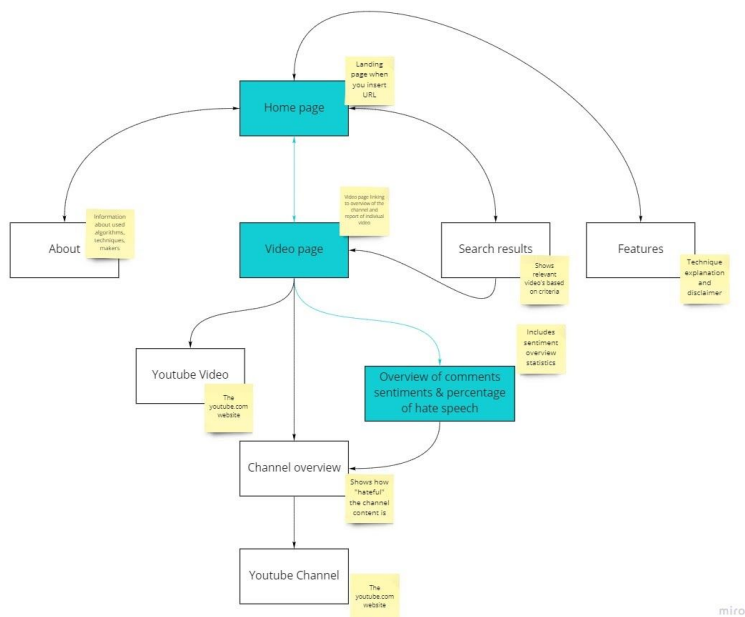 Landing
page when
you insert
URL
Home page
Information
about used
algorithms,
techniques,
makers
About
Video page linking
to overview of the
channel and
report of indivual
video
Video page
Search results
Shows
relevant
video's based
on criteria
Features
Technique
explanation
and
disclaimer
Includes
sentiment
overview
statistics
Youtube Video
The
youtube.com
website
Overview of comments
sentiments & percentage
of hate speech
Channel overview
Shows how
"hateful"
the channel
content is
Youtube Channel
The
youtube.com
website
miro